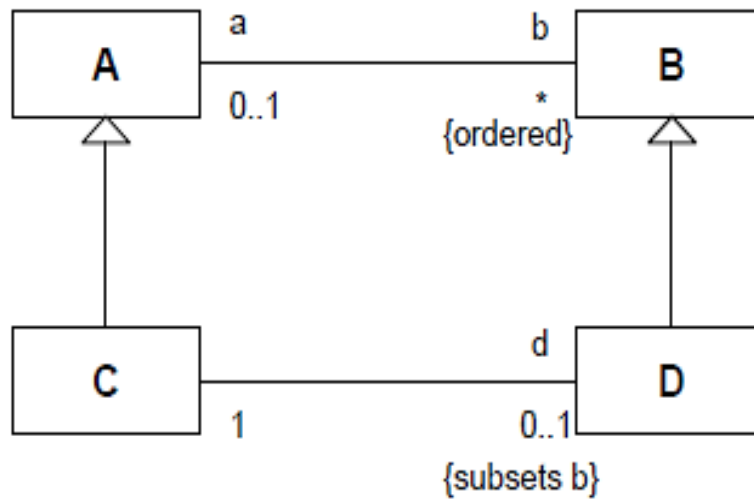 a b
A B
0..1 *
{ordered}
d
C D
1 0..1
{subsets b}